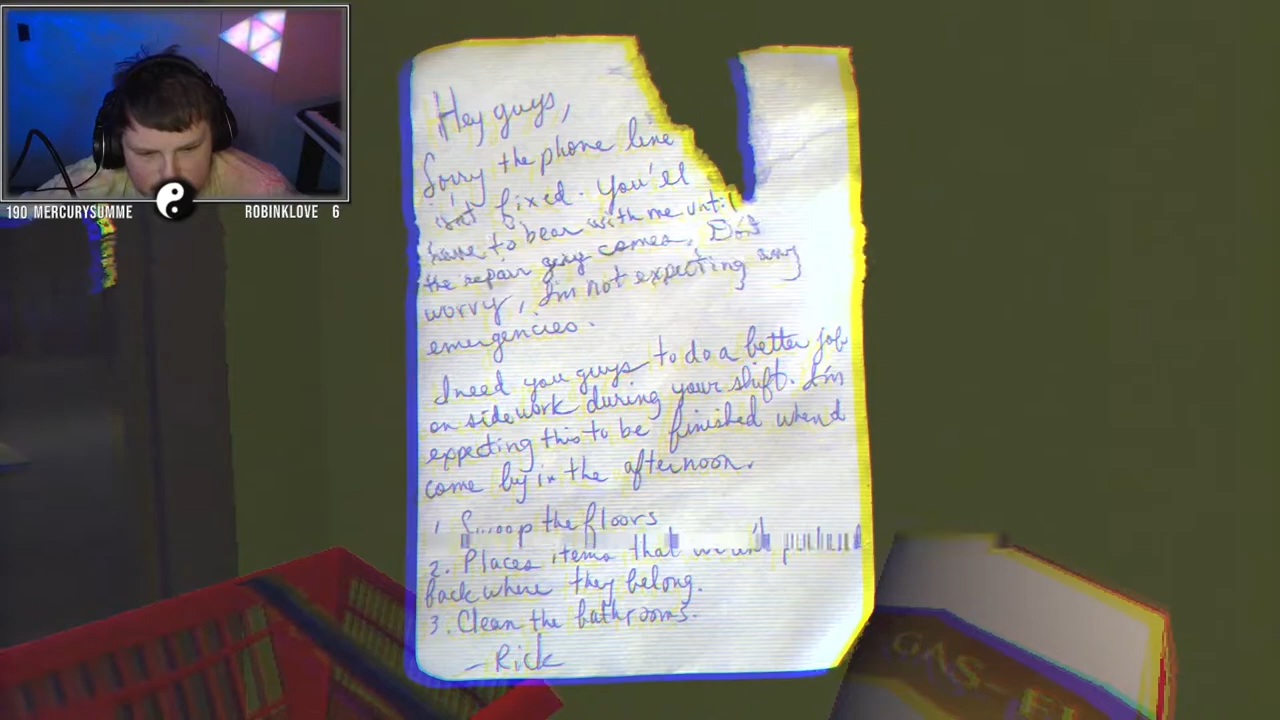 190 MERCURYSUMME
ROBINKLOVE 6
Hey guys,
Sorry the phone line
isn't fixed. You'll
have to bear with me until
the repair guy comes. Don't
worry, I'm not expecting any
emergencies.
I need you guys to do a better job
on sidework during your shift. I'm
expecting this to be finished when I
come by in the afternoon.
1. the floors
2. Places items that
back where they belong.
3. Clean the bathrooms.
- Rick
GAS-